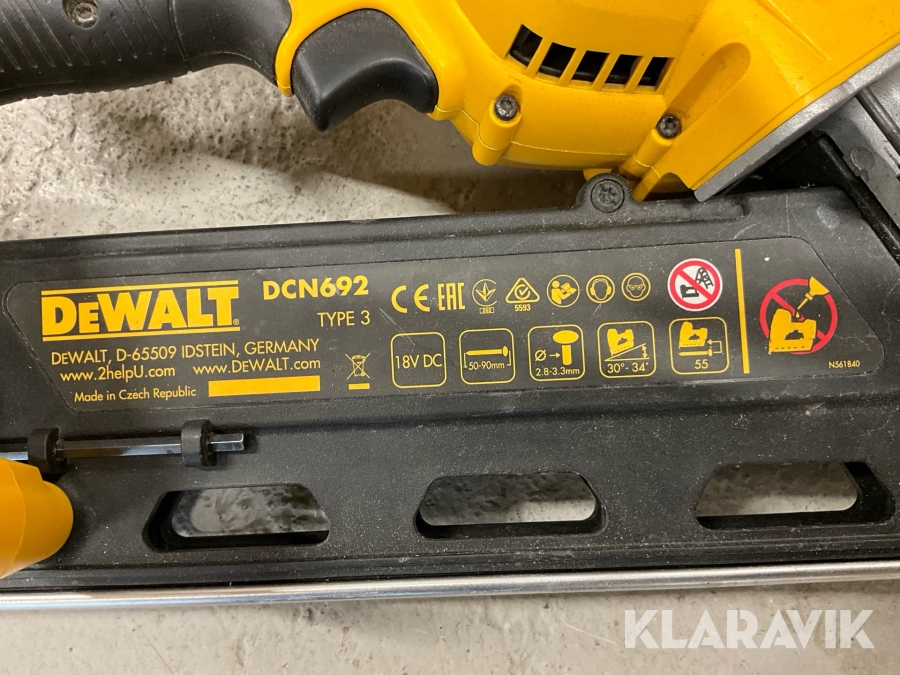 DEWALT®
DCN692
TYPE 3
DEWALT, D-65509 IDSTEIN, GERMANY
www.2helpU.com www.DEWALT.com
Made in Czech Republic
CE EAC
5593
18V DC
50-90mm
2.8-3.3mm
30°- 34°
55
N561840
KLARAVIK